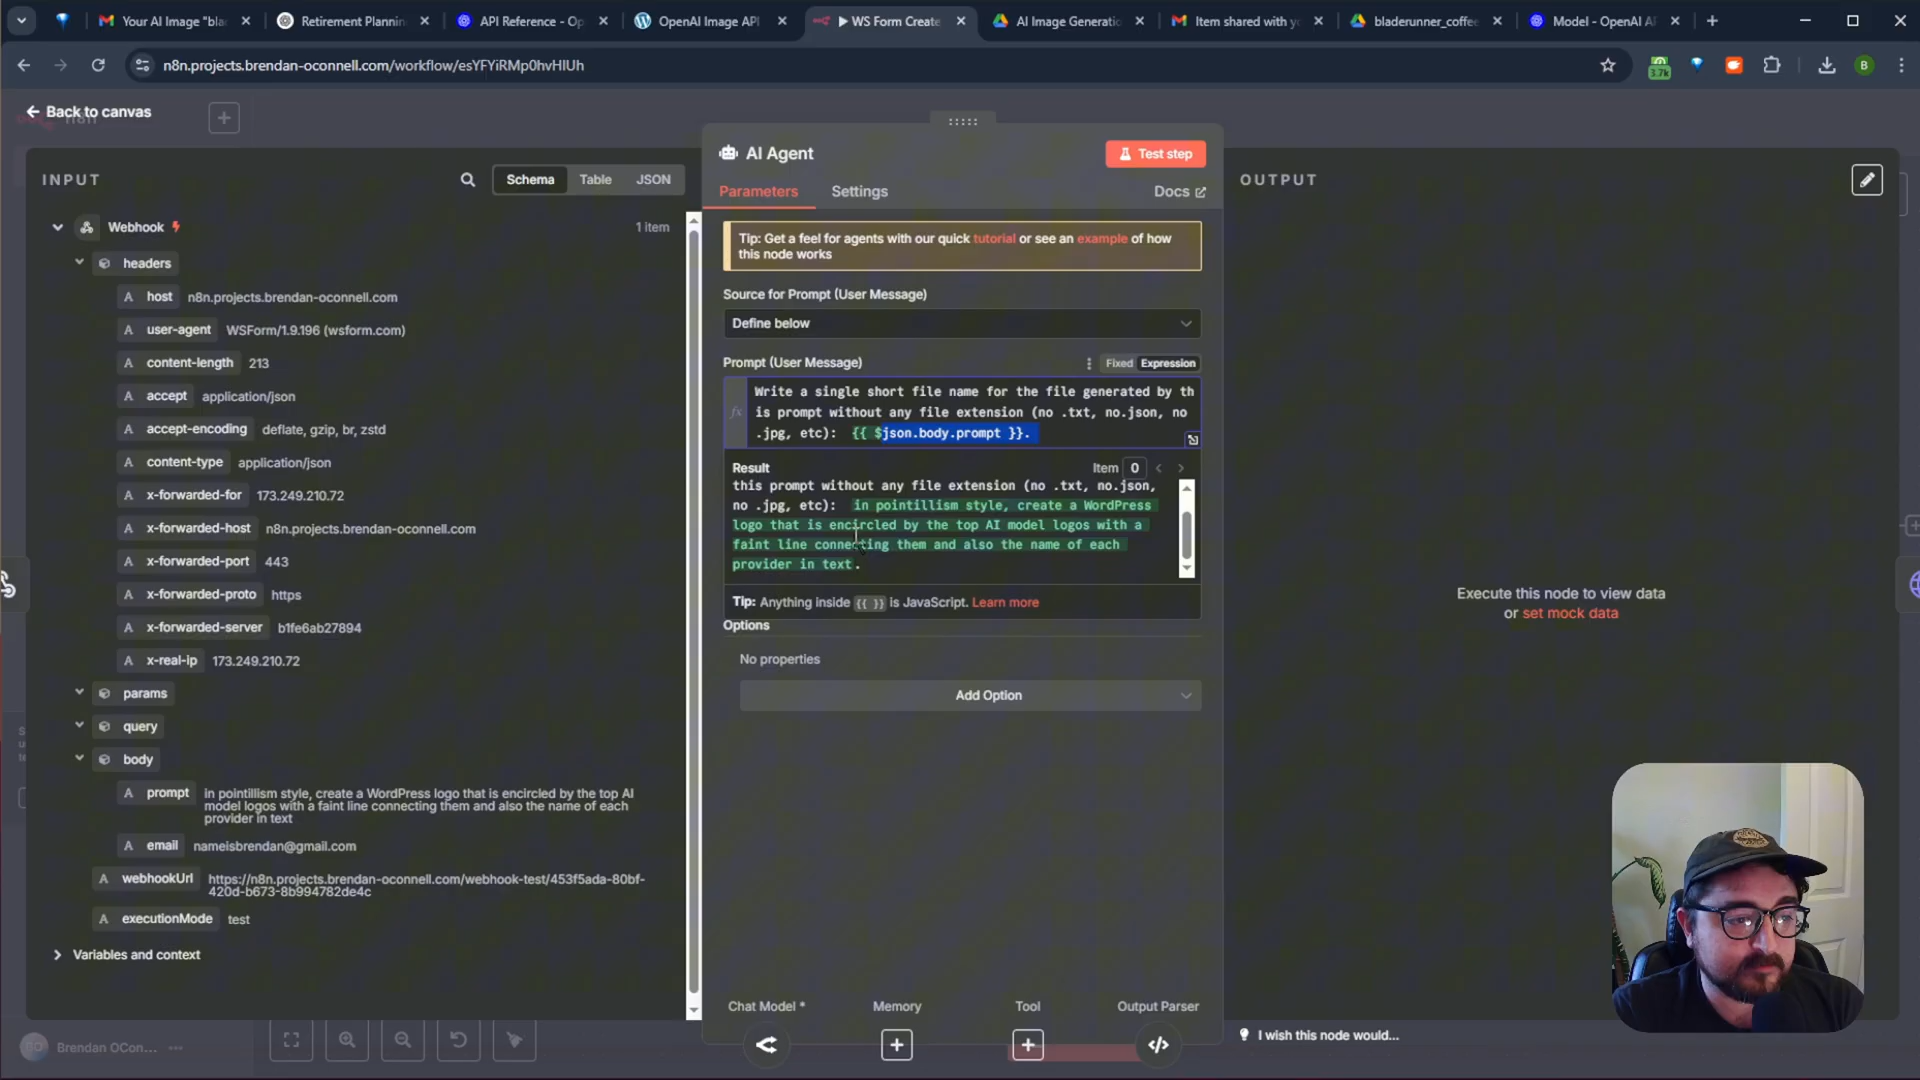 Your AI Image "bla
Retirement Plannin
API Reference - Op
OpenAI Image API
▶ WS Form Create
AI Image Generatio
Item shared with yo
bladerunner_coffee
Model - OpenAI AP
n8n.projects.brendan-oconnell.com/workflow/esYFYiRMp0hvHIUh
3.7k
B
Back to canvas
INPUT
Schema
Table
JSON
Webhook
1 item
headers
A host n8n.projects.brendan-oconnell.com
A user-agent WSForm/1.9.196 (wsform.com)
A content-length 213
A accept application/json
A accept-encoding deflate, gzip, br, zstd
A content-type application/json
A x-forwarded-for 173.249.210.72
A x-forwarded-host n8n.projects.brendan-oconnell.com
A x-forwarded-port 443
A x-forwarded-proto https
A x-forwarded-server b1fe6ab27894
A x-real-ip 173.249.210.72
params
query
body
A prompt in pointillism style, create a WordPress logo that is encircled by the top AI
model logos with a faint line connecting them and also the name of each
provider in text
A email nameisbrendan@gmail.com
A webhookUrl https://n8n.projects.brendan-oconnell.com/webhook-test/453f5ada-80bf-
420d-b673-8b994782de4c
A executionMode test
Variables and context
Brendan OCon...
AI Agent
Test step
Parameters
Settings
Docs
Tip: Get a feel for agents with our quick tutorial or see an example of how
this node works
Source for Prompt (User Message)
Define below
Prompt (User Message)
Fixed
Expression
fx
Write a single short file name for the file generated by th
is prompt without any file extension (no .txt, no.json, no
.jpg, etc): {{ $json.body.prompt }}.
Result
Item 0
this prompt without any file extension (no .txt, no.json,
no .jpg, etc): in pointillism style, create a WordPress
logo that is encircled by the top AI model logos with a
faint line connecting them and also the name of each
provider in text.
Tip: Anything inside {{ }} is JavaScript. Learn more
Options
No properties
Add Option
Chat Model *
Memory
Tool
Output Parser
OUTPUT
Execute this node to view data
or set mock data
I wish this node would...